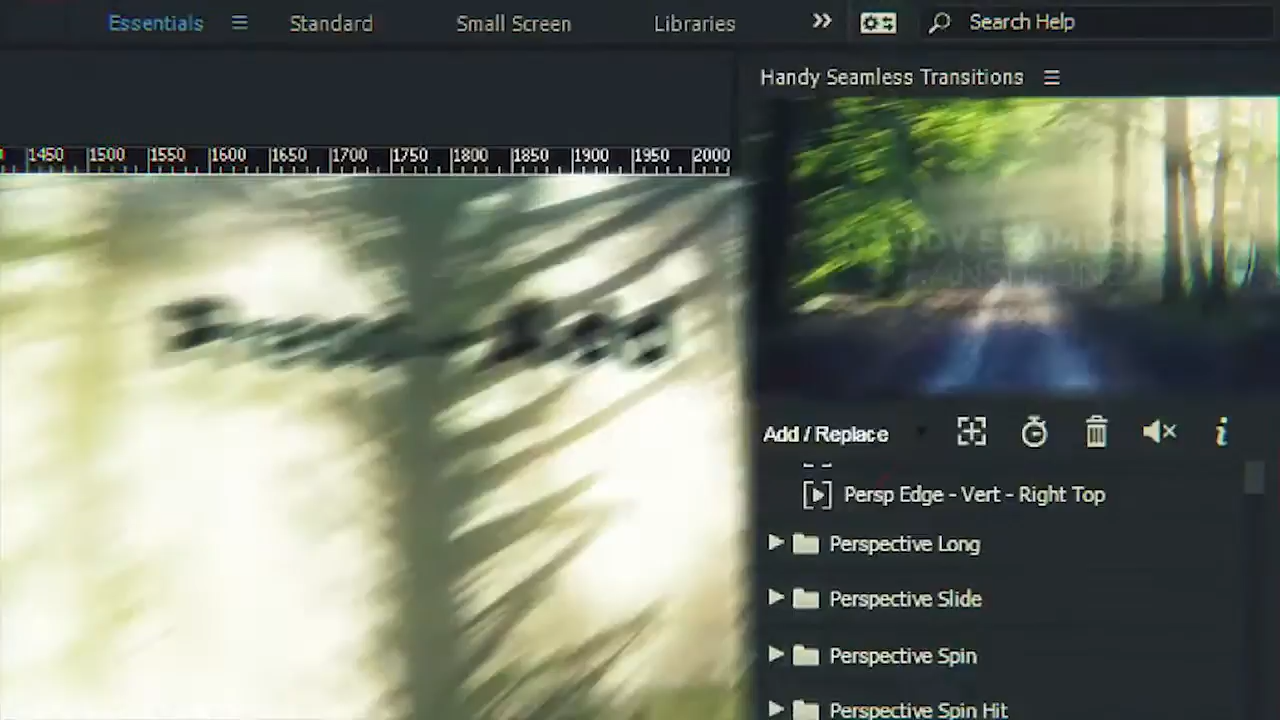 Essentials Standard Small Screen Libraries Search Help
Handy Seamless Transitions
1450 1500 1550 1600 1650 1700 1750 1800 1850 1900 1950 2000
Add / Replace
Persp Edge - Vert - Right Top
Perspective Long
Perspective Slide
Perspective Spin
Perspective Spin Hit